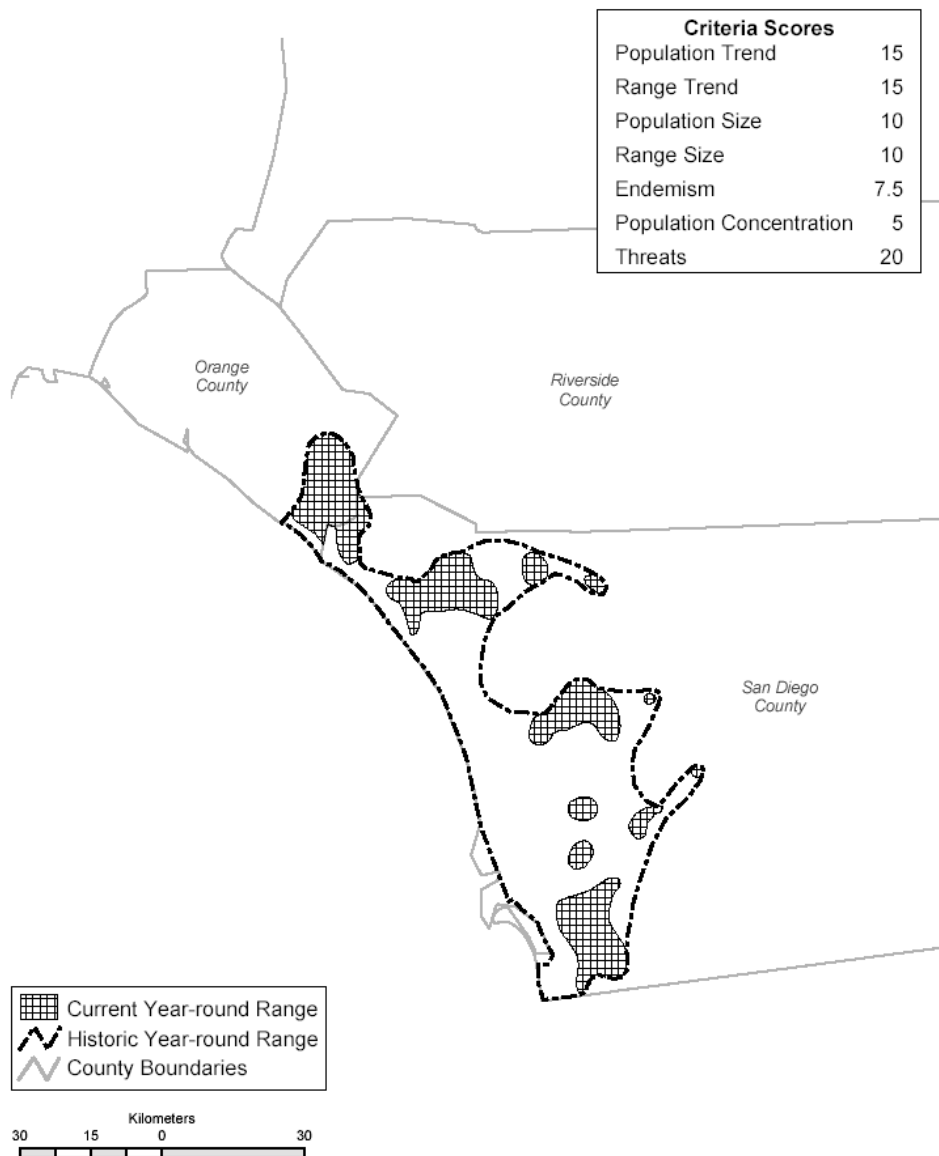 Criteria Scores
Population Trend 15
Range Trend 15
Population Size 10
Range Size 10
Endemism 7.5
Population Concentration 5
Threats 20
Orange
County
Riverside
County
San Diego
County
Current Year-round Range
Historic Year-round Range
County Boundaries
Kilometers
30 15 0 30